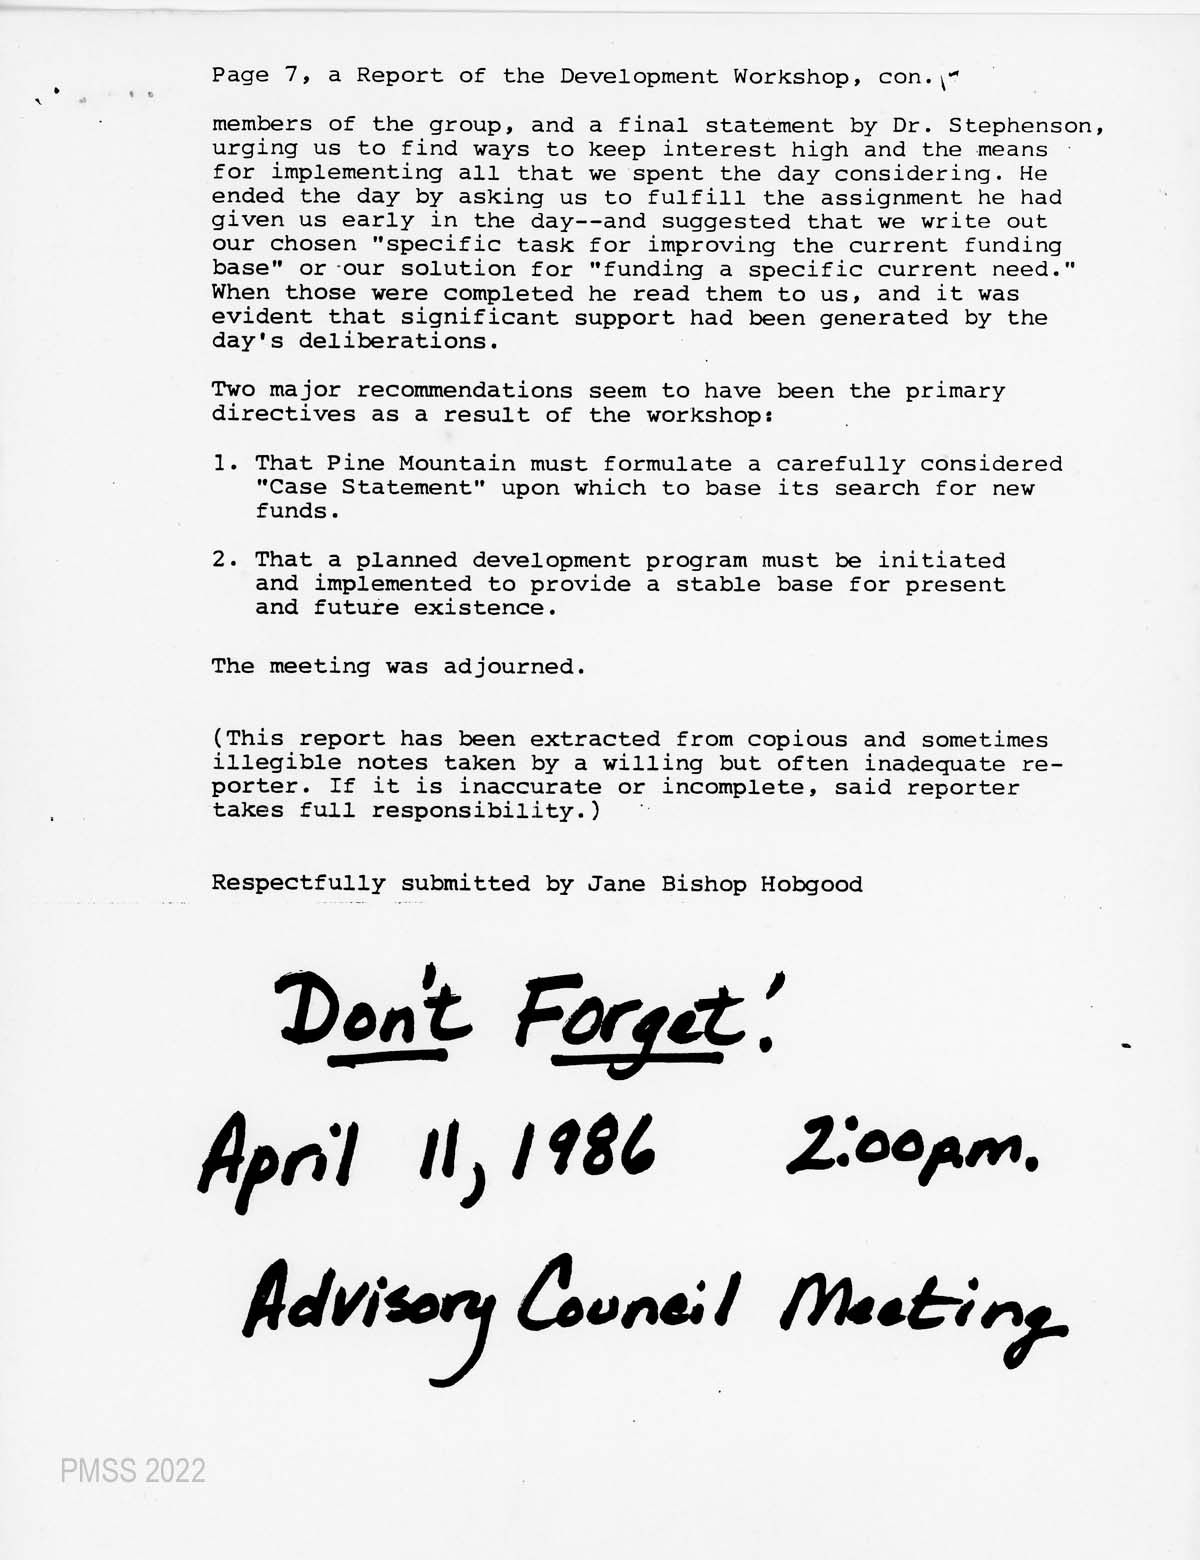 Page 7, a Report of the Development Workshop, con.
members of the group, and a final statement by Dr. Stephenson,
urging us to find ways to keep interest high and the means
for implementing all that we spent the day considering. He
ended the day by asking us to fulfill the assignment he had
given us early in the day--and suggested that we write out
our chosen "specific task for improving the current funding
base" or our solution for "funding a specific current need."
When those were completed he read them to us, and it was
evident that significant support had been generated by the
day's deliberations.
Two major recommendations seem to have been the primary
directives as a result of the workshop:
1. That Pine Mountain must formulate a carefully considered
"Case Statement" upon which to base its search for new
funds.
2. That a planned development program must be initiated
and implemented to provide a stable base for present
and future existence.
The meeting was adjourned.
(This report has been extracted from copious and sometimes
illegible notes taken by a willing but often inadequate re-
porter. If it is inaccurate or incomplete, said reporter
takes full responsibility.)
Respectfully submitted by Jane Bishop Hobgood
Don't Forget!
April 11, 1986 2:00 p.m.
Advisory Council Meeting
PMSS 2022